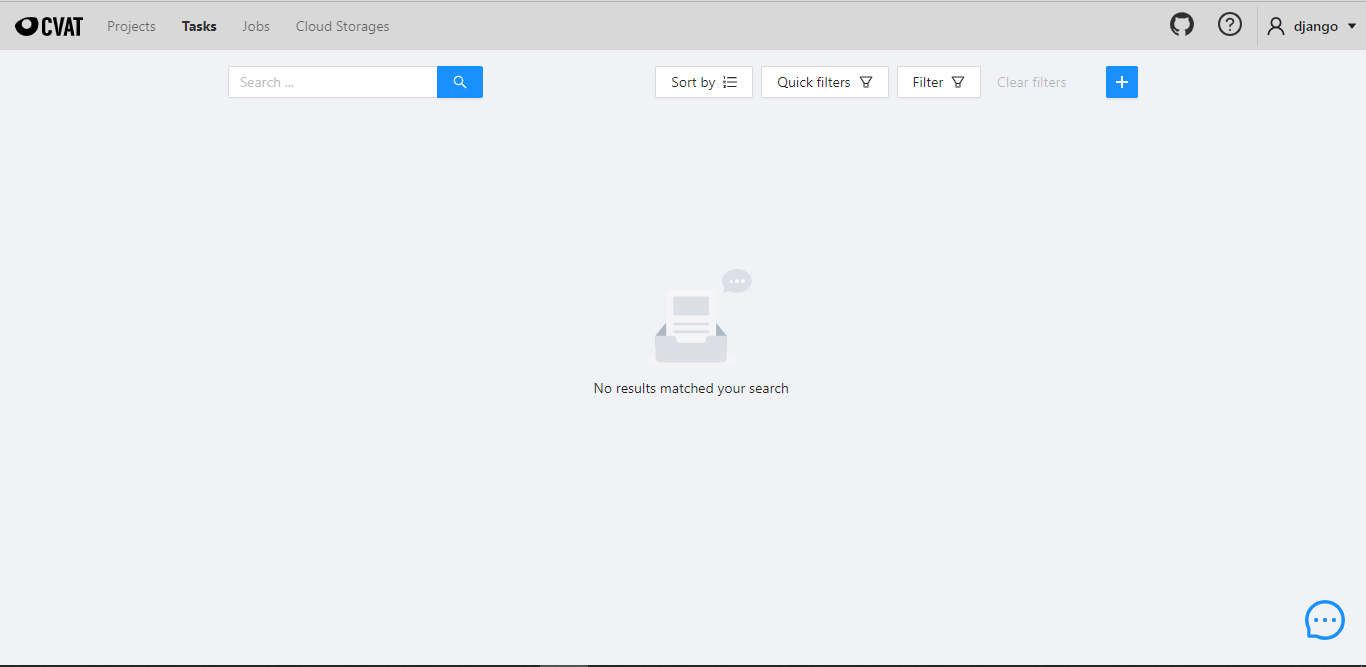 CVAT Projects Tasks Jobs Cloud Storages django
Search ... Sort by Quick filters Filter Clear filters
No results matched your search